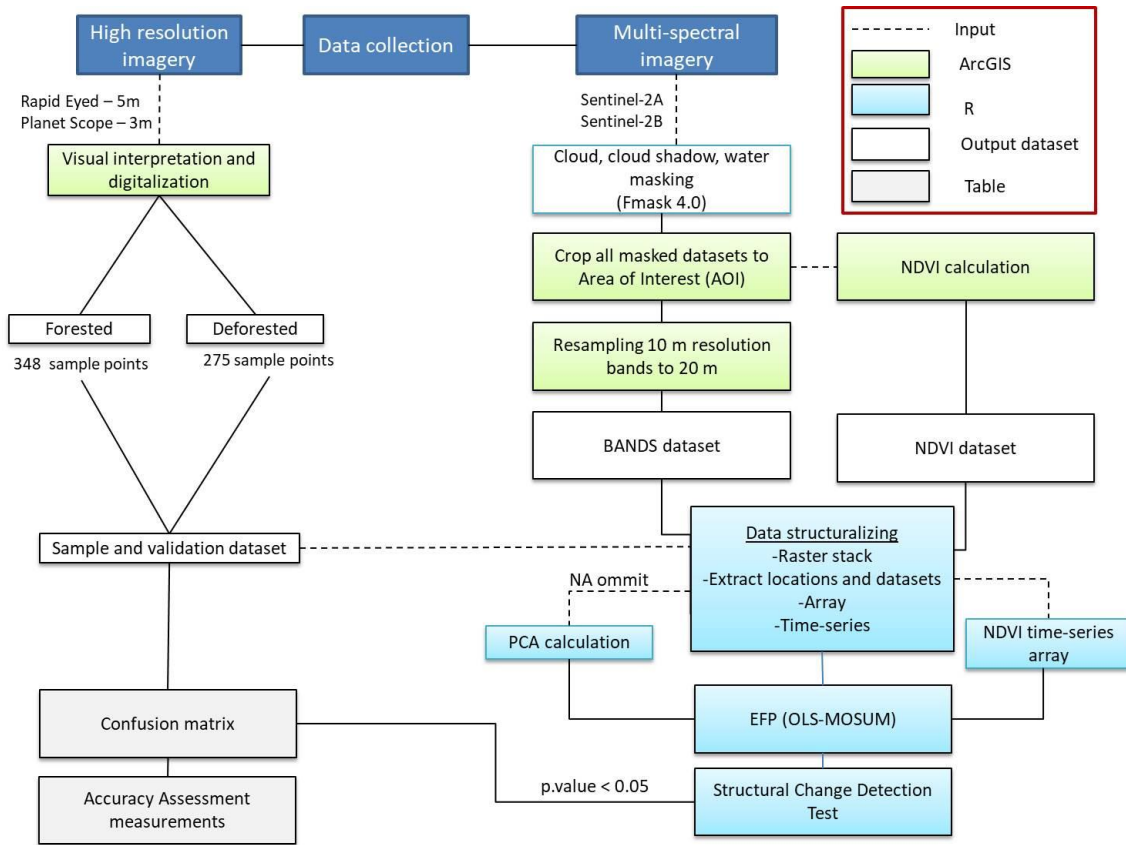 High resolution
imagery
Data collection
Multi-spectral
imagery
Input
ArcGIS
R
Output dataset
Table
Rapid Eyed – 5m
Planet Scope – 3m
Sentinel-2A
Sentinel-2B
Visual interpretation and
digitalization
Cloud, cloud shadow, water
masking
(Fmask 4.0)
Crop all masked datasets to
Area of Interest (AOI)
NDVI calculation
Forested
Deforested
348 sample points
275 sample points
Resampling 10 m resolution
bands to 20 m
BANDS dataset
NDVI dataset
Sample and validation dataset
Data structuralizing
-Raster stack
-Extract locations and datasets
-Array
-Time-series
NA ommit
PCA calculation
NDVI time-series
array
Confusion matrix
EFP (OLS-MOSUM)
p.value < 0.05
Structural Change Detection
Test
Accuracy Assessment
measurements